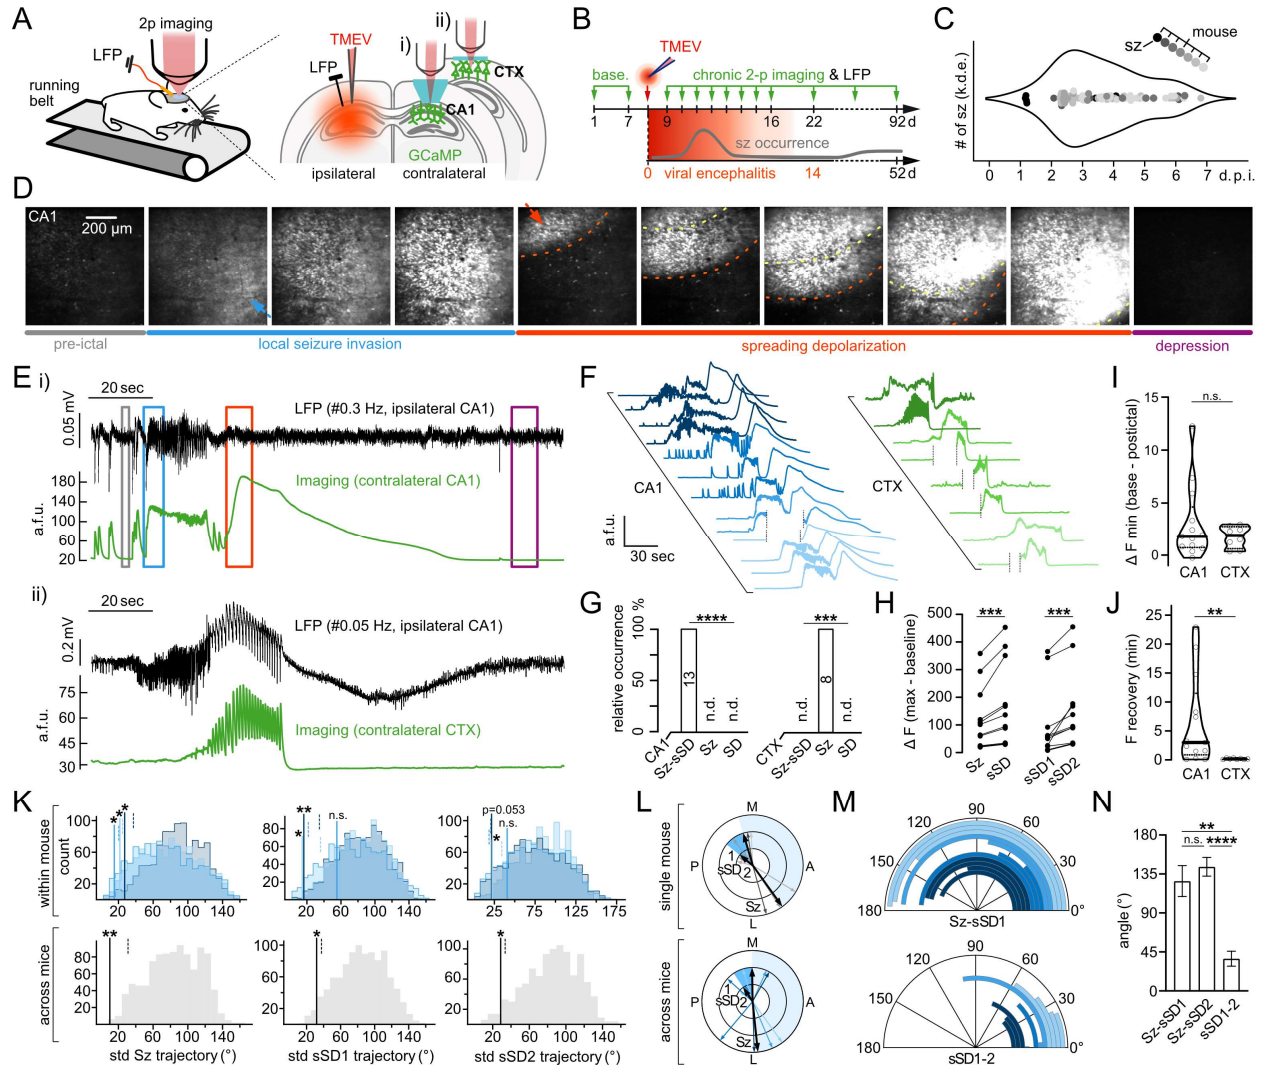 A
2p imaging
LFP
running
belt
TMEV
LFP
i)
ii)
CTX
CA1
GCaMP
ipsilateral
contralateral
B
TMEV
base.
chronic 2-p imaging & LFP
1
7
9
16
22
92 d
sz occurrence
0
viral encephalitis
14
52 d
C
sz
mouse
# of sz (k.d.e.)
0
1
2
3
4
5
6
7
d.p.i.
D
CA1
200 µm
pre-ictal
local seizure invasion
spreading depolarization
depression
E
i)
20 sec
0.05 mV
LFP (#0.3 Hz, ipsilateral CA1)
Imaging (contralateral CA1)
a.f.u.
180
140
100
60
20
ii)
20 sec
0.2 mV
LFP (#0.05 Hz, ipsilateral CA1)
Imaging (contralateral CTX)
a.f.u.
75
60
45
30
F
CA1
CTX
a.f.u.
30 sec
G
relative occurrence
%
100
50
0
****
***
13
n.d.
n.d.
n.d.
8
n.d.
CA1
Sz-sSD
Sz
SD
CTX
Sz-sSD
Sz
SD
H
Δ F (max - baseline)
500
400
300
200
100
0
***
***
Sz
sSD
sSD1
sSD2
I
Δ F min (base - postictal)
15
10
5
0
n.s.
CA1
CTX
J
F recovery (min)
25
20
15
10
5
0
**
CA1
CTX
K
within mouse
count
100
60
20
*
*
*
20
60
100
140
80
60
40
20
**
*
n.s.
20
60
100
140
100
60
20
p=0.053
n.s.
*
25
75
125
175
across mice
80
60
40
20
**
20
60
100
140
std Sz trajectory (°)
100
60
20
*
20
60
100
140
std sSD1 trajectory (°)
100
60
20
*
20
60
100
140
std sSD2 trajectory (°)
L
single mouse
M
P
A
L
1
sSD
2
Sz
across mice
M
P
A
L
1
sSD
2
Sz
M
90
120
60
150
30
180
0°
Sz-sSD1
90
120
60
150
30
180
0°
sSD1-2
N
angle (°)
180
135
90
45
0
**
n.s.
****
Sz-sSD1
Sz-sSD2
sSD1-2